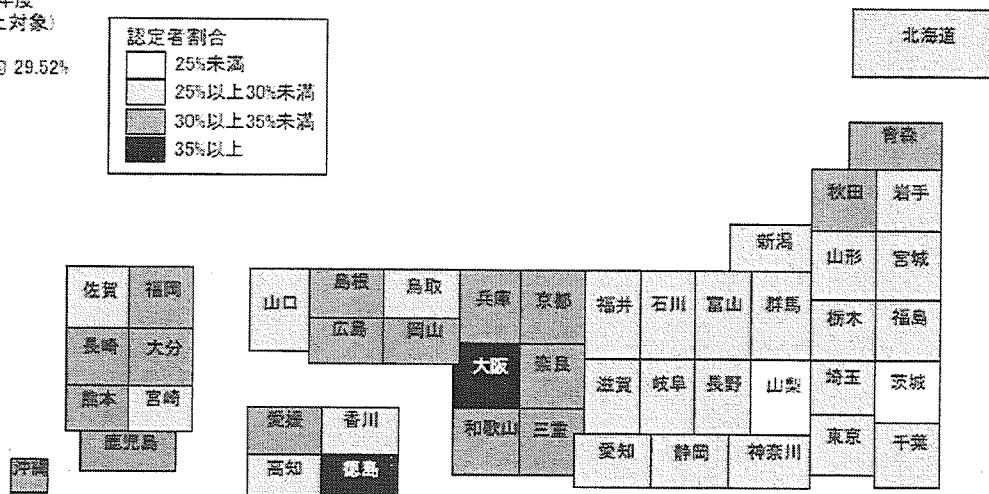 年度
上対象)
29.52%
認定者割合
25%未満
25%以上30%未満
30%以上35%未満
35%以上
北海道
青森
秋田 岩手
新潟 山形 宮城
佐賀 福岡 山口 島根 鳥取 兵庫 京都 福井 石川 富山 群馬 栃木 福島
長崎 大分 広島 岡山 大阪 奈良 滋賀 岐阜 長野 山梨 埼玉 茨城
熊本 宮崎 愛媛 香川 和歌山 三重 愛知 静岡 神奈川 東京 千葉
鹿児島 高知 徳島
沖縄